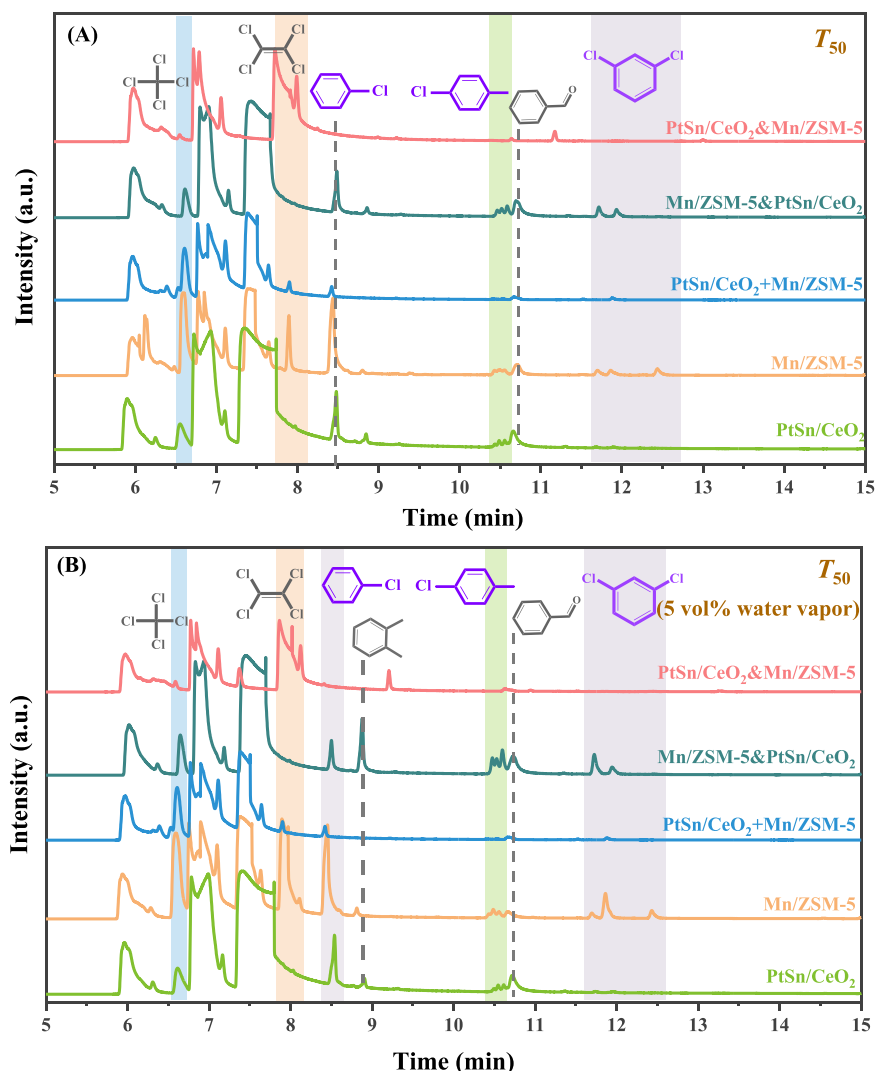 (A)
T50
Cl
Cl
Cl
Cl
Cl
Cl
Cl
Cl
Cl
Cl
Cl
Cl
O
PtSn/CeO2&Mn/ZSM-5
Mn/ZSM-5&PtSn/CeO2
PtSn/CeO2+Mn/ZSM-5
Mn/ZSM-5
PtSn/CeO2
Intensity (a.u.)
5 6 7 8 9 10 11 12 13 14 15
Time (min)
(B)
T50
(5 vol% water vapor)
Cl
Cl
Cl
Cl
Cl
Cl
Cl
Cl
Cl
Cl
Cl
Cl
O
PtSn/CeO2&Mn/ZSM-5
Mn/ZSM-5&PtSn/CeO2
PtSn/CeO2+Mn/ZSM-5
Mn/ZSM-5
PtSn/CeO2
Intensity (a.u.)
5 6 7 8 9 10 11 12 13 14 15
Time (min)